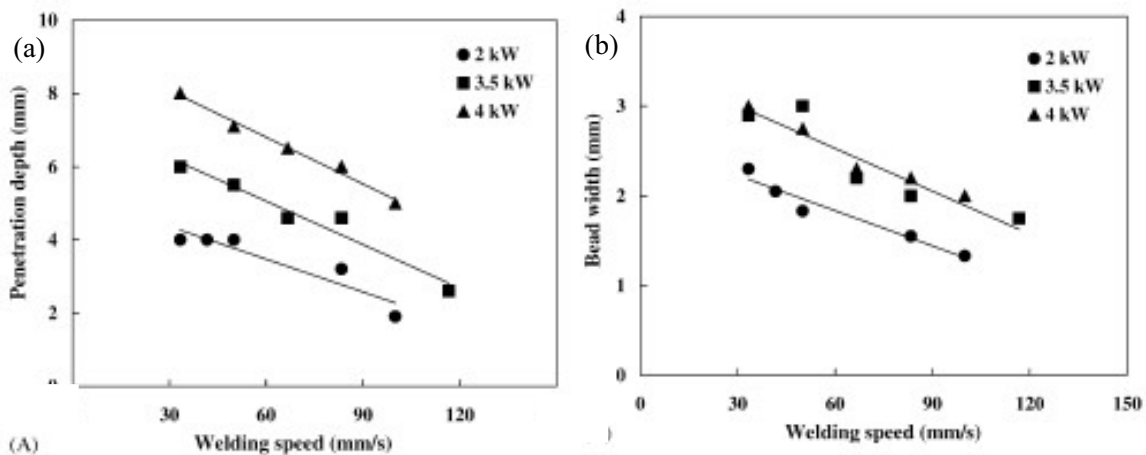 (a)
10
8
6
4
2
Penetration depth (mm)
2 kW
3.5 kW
4 kW
30
60
90
120
Welding speed (mm/s)
(A)
(b)
4
3
2
1
0
Bead width (mm)
2 kW
3.5 kW
4 kW
0
30
60
90
120
150
Welding speed (mm/s)
)